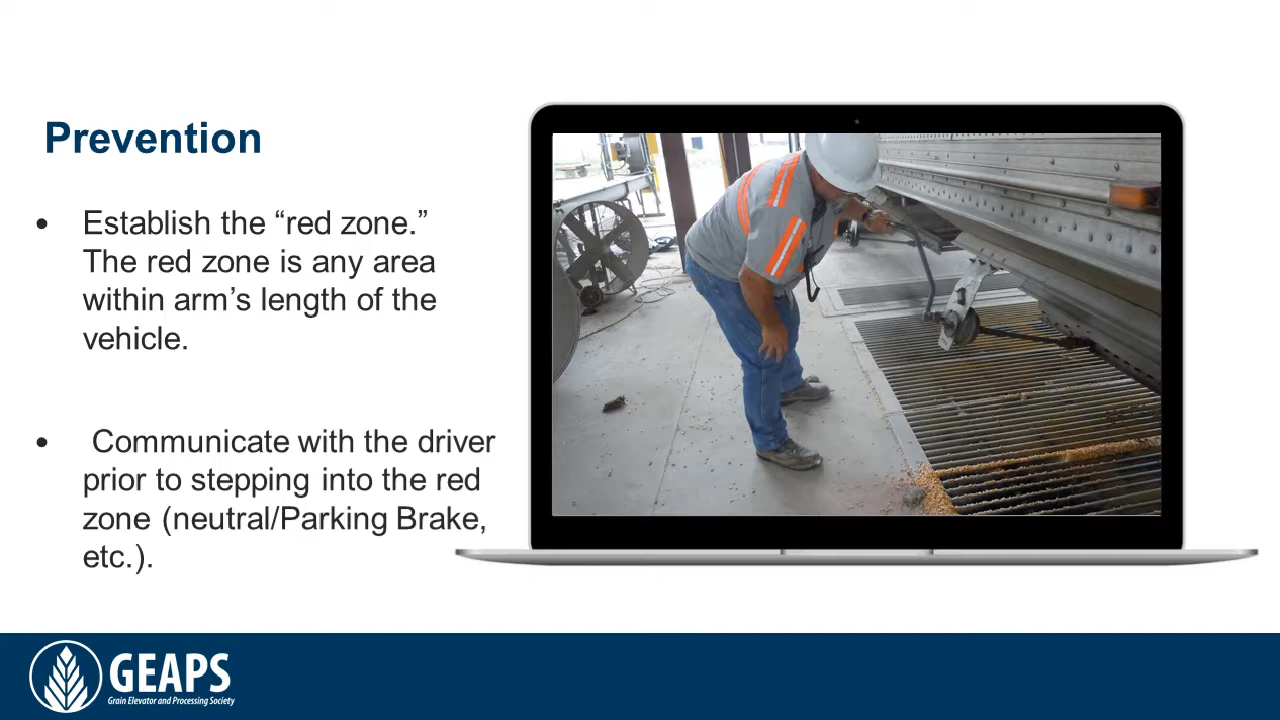 Prevention
• Establish the “red zone.”
The red zone is any area
within arm’s length of the
vehicle.
• Communicate with the driver
prior to stepping into the red
zone (neutral/Parking Brake,
etc.).
GEAPS
Grain Elevator and Processing Society